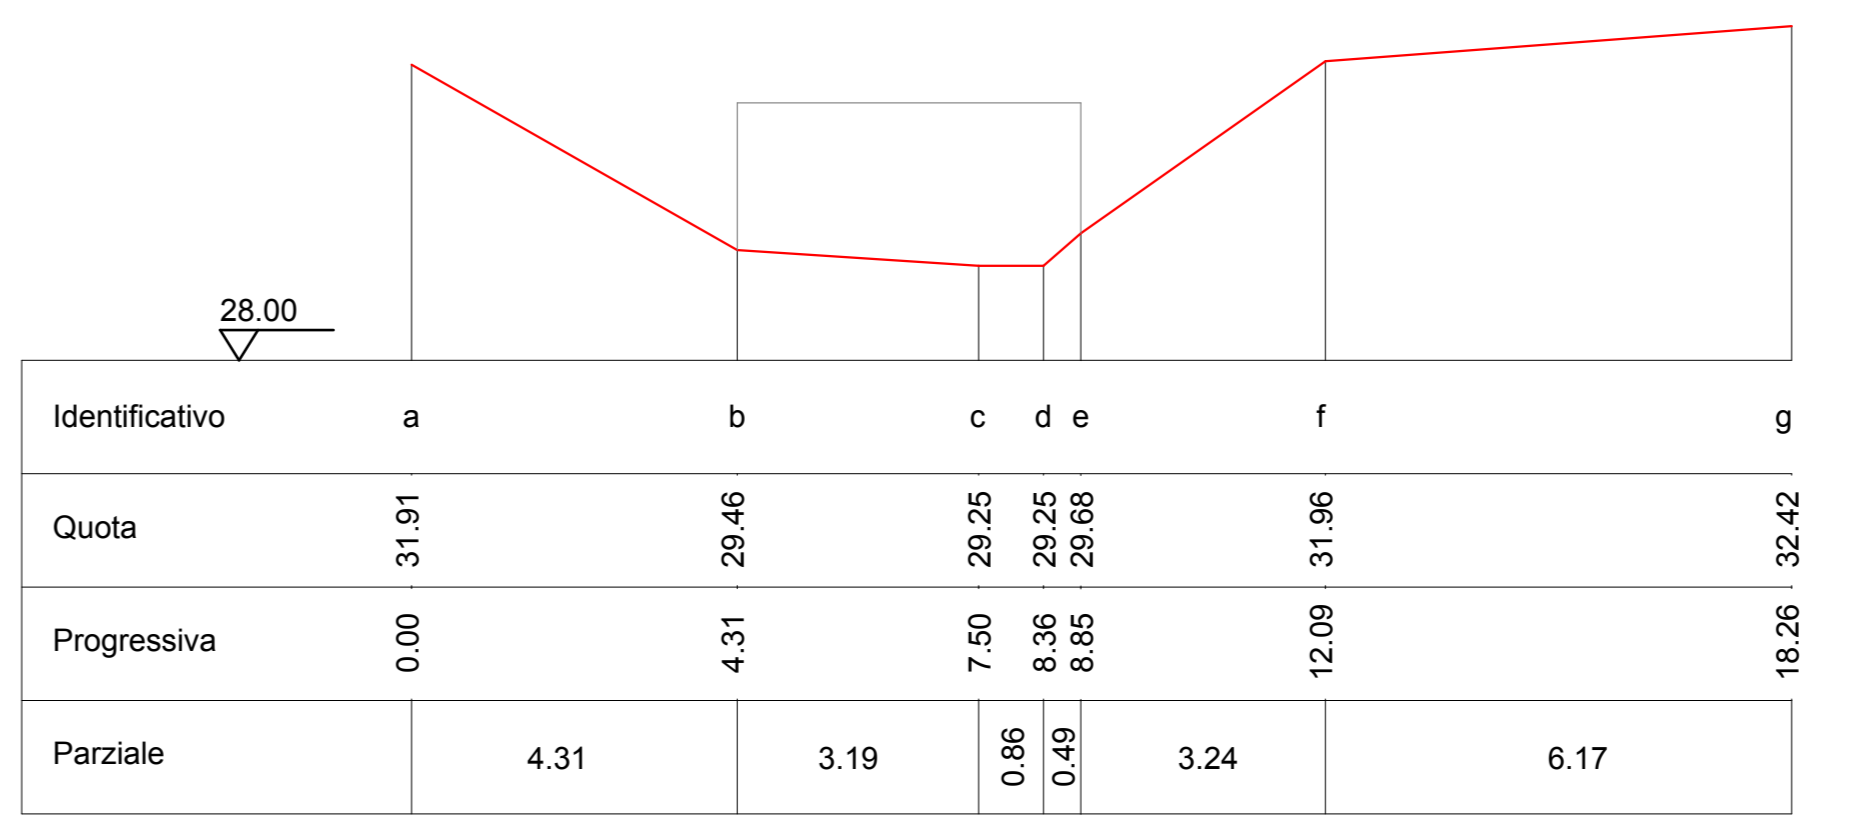 28.00
Identificativo a b c d e f g
Quota 31.91 29.46 29.25 29.25 29.68 31.96 32.42
Progressiva 0.00 4.31 7.50 8.36 8.85 12.09 18.26
Parziale 4.31 3.19 0.86 0.49 3.24 6.17